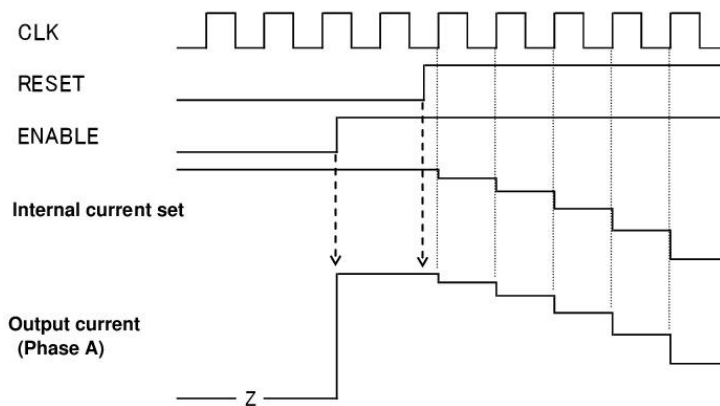 CLK
RESET
ENABLE
Internal current set
Output current
(Phase A)
Z